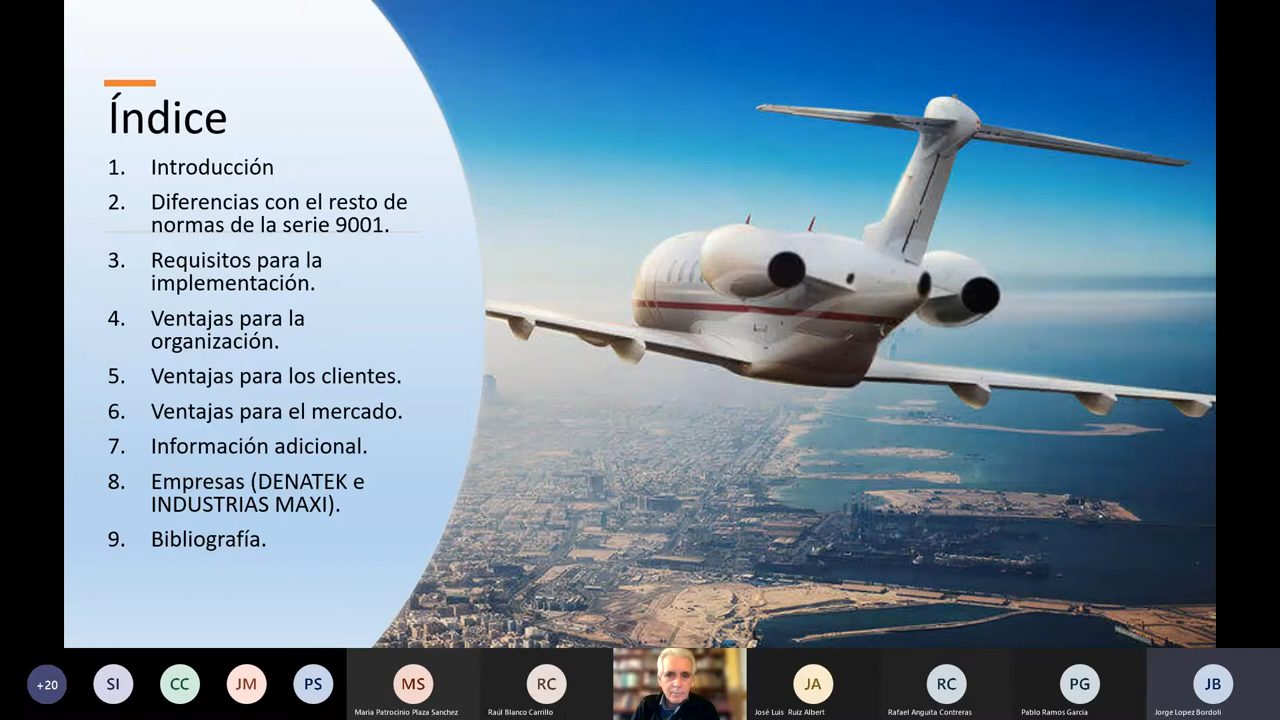 Índice
1. Introducción
2. Diferencias con el resto de
normas de la serie 9001.
3. Requisitos para la
implementación.
4. Ventajas para la
organización.
5. Ventajas para los clientes.
6. Ventajas para el mercado.
7. Información adicional.
8. Empresas (DENATEK e
INDUSTRIAS MAXI).
9. Bibliografía.
+20
SI
CC
JM
PS
MS
Maria Patrocinio Plaza Sanchez
RC
Raúl Blanco Carrillo
JA
José Luis Ruiz Albert
RC
Rafael Anguita Contreras
PG
Pablo Ramos Garcia
JB
Jorge Lopez Bordoli